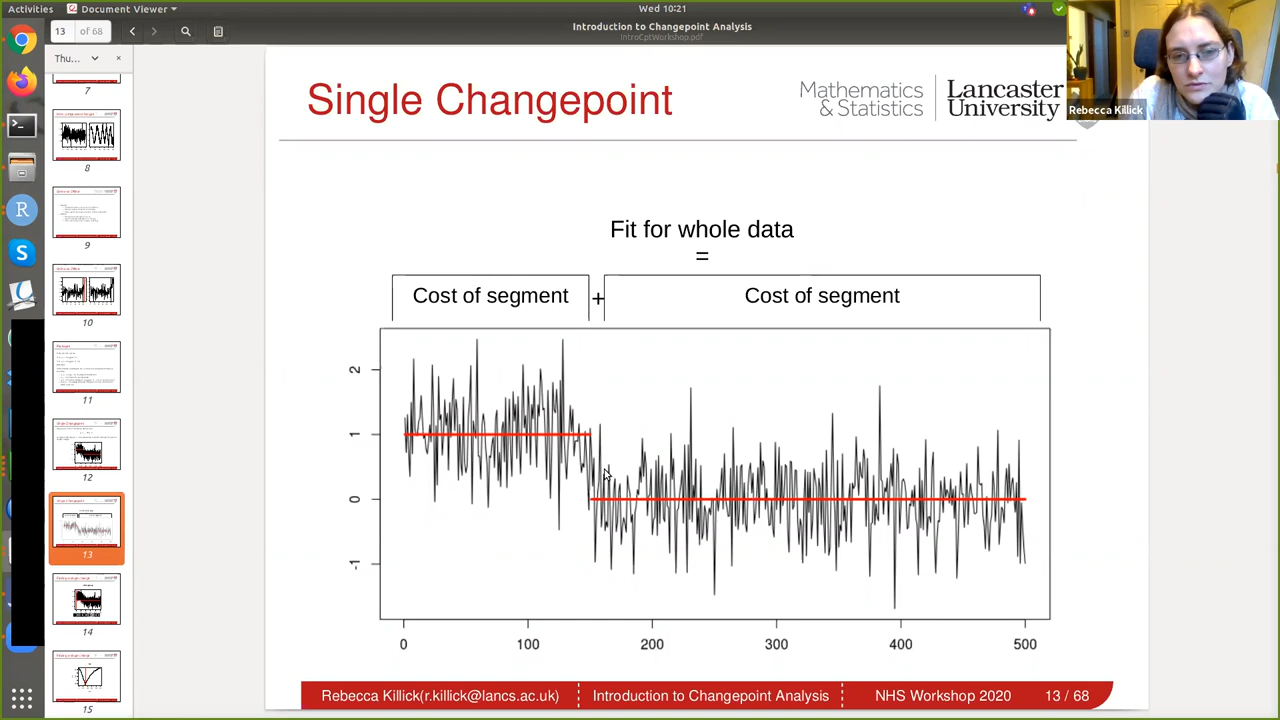 Activities
Document Viewer
Wed 10:21
13 of 68
Introduction to Changepoint Analysis
IntroCptWorkshop.pdf
Thu...
7
8
9
10
11
12
13
14
15
Single Changepoint
Mathematics
& Statistics
Lancaster
University
Rebecca Killick
Fit for whole data
=
Cost of segment + Cost of segment
2
1
0
-1
0 100 200 300 400 500
Rebecca Killick(r.killick@lancs.ac.uk) Introduction to Changepoint Analysis NHS Workshop 2020 13 / 68